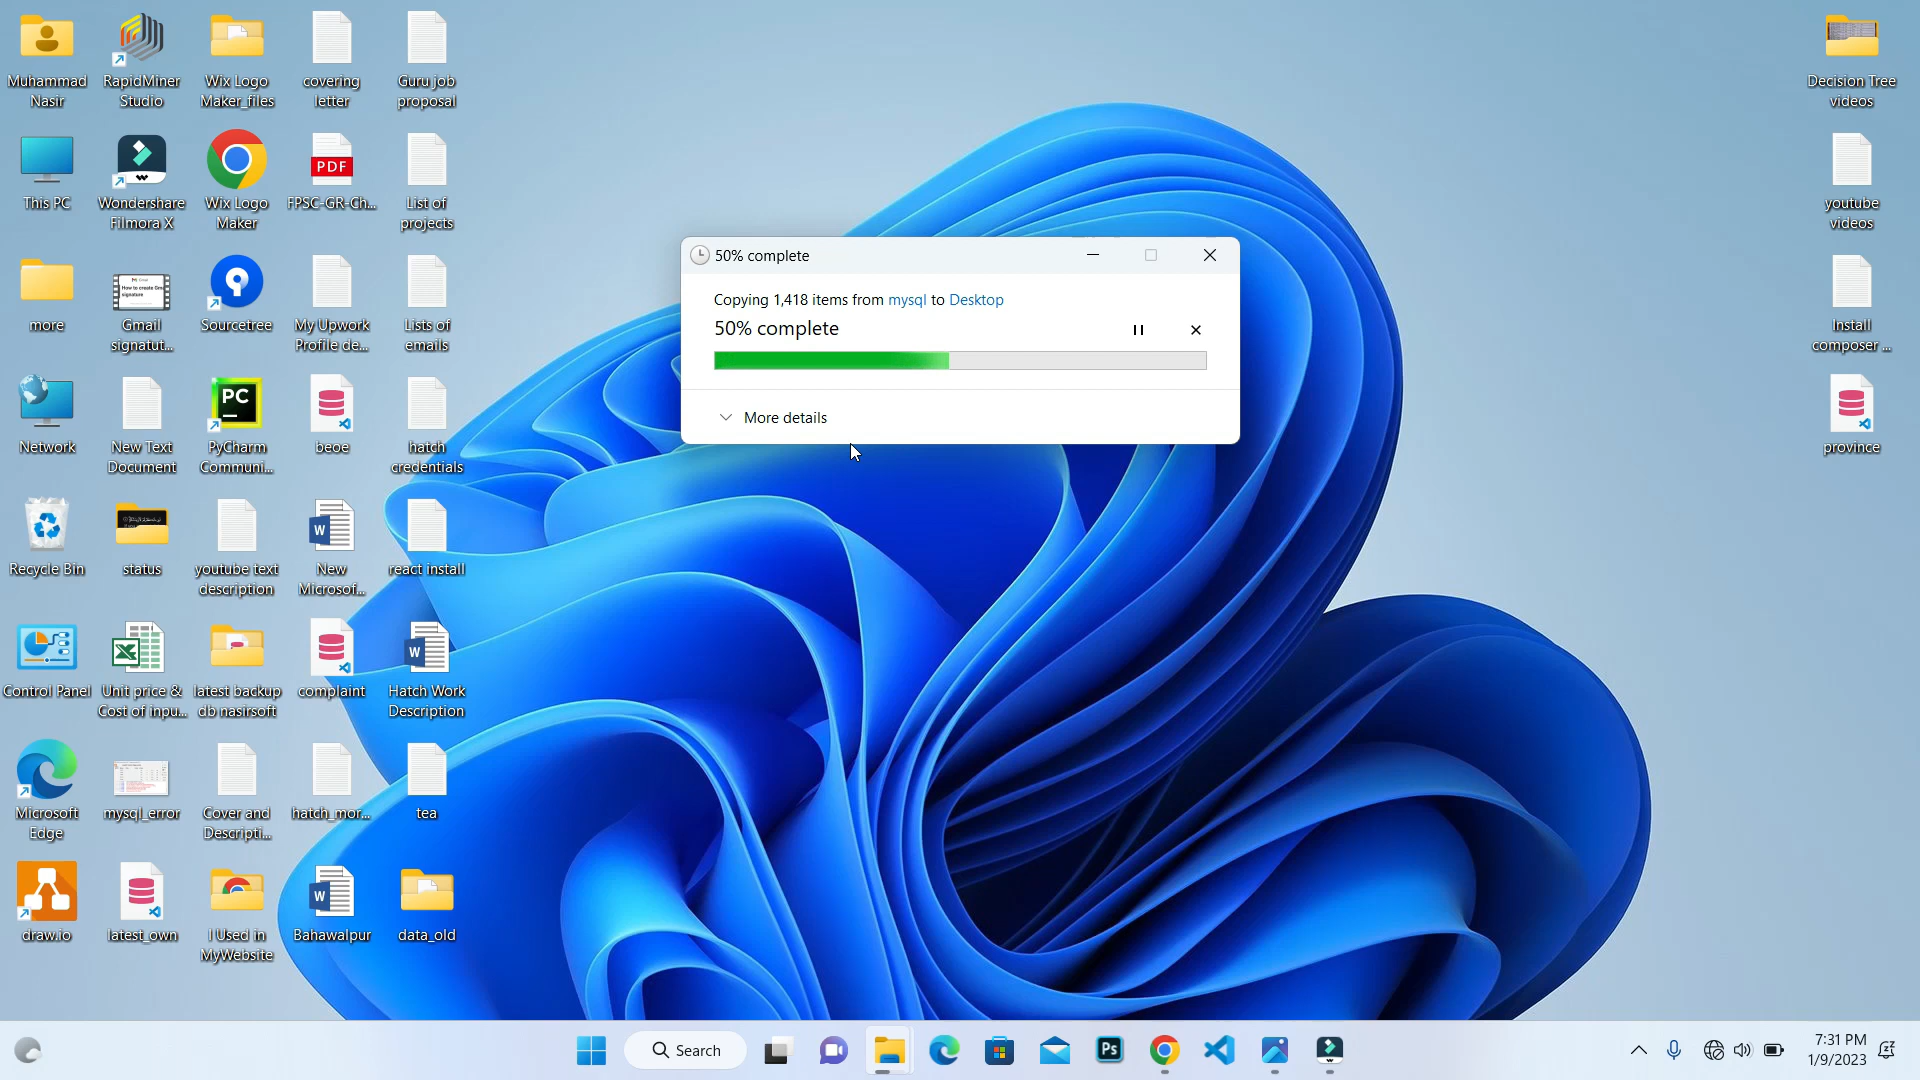 Muhammad
Nasir
RapidMiner
Studio
Wix Logo
Maker_files
covering
letter
Guru job
proposal
This PC
Wondershare
Filmora X
Wix Logo
Maker
PDF
FPSC-GR-Ch...
List of
projects
more
Gmail
signatut...
Sourcetree
My Upwork
Profile de...
Lists of
emails
Network
New Text
Document
PC
PyCharm
Communi...
beoe
hatch
credentials
Recycle Bin
status
youtube text
description
W
New
Microsof...
react install
Control Panel
Unit price &
Cost of inpu...
latest backup
db nasirsoft
complaint
W
Hatch Work
Description
Microsoft
Edge
mysql_error
Cover and
Descripti...
hatch_mor...
tea
draw.io
latest_own
I Used in
MyWebsite
W
Bahawalpur
data_old
50% complete
Copying 1,418 items from mysql to Desktop
50% complete
More details
Decision Tree
videos
youtube
videos
Install
composer ...
province
Search
Ps
7:31 PM
1/9/2023